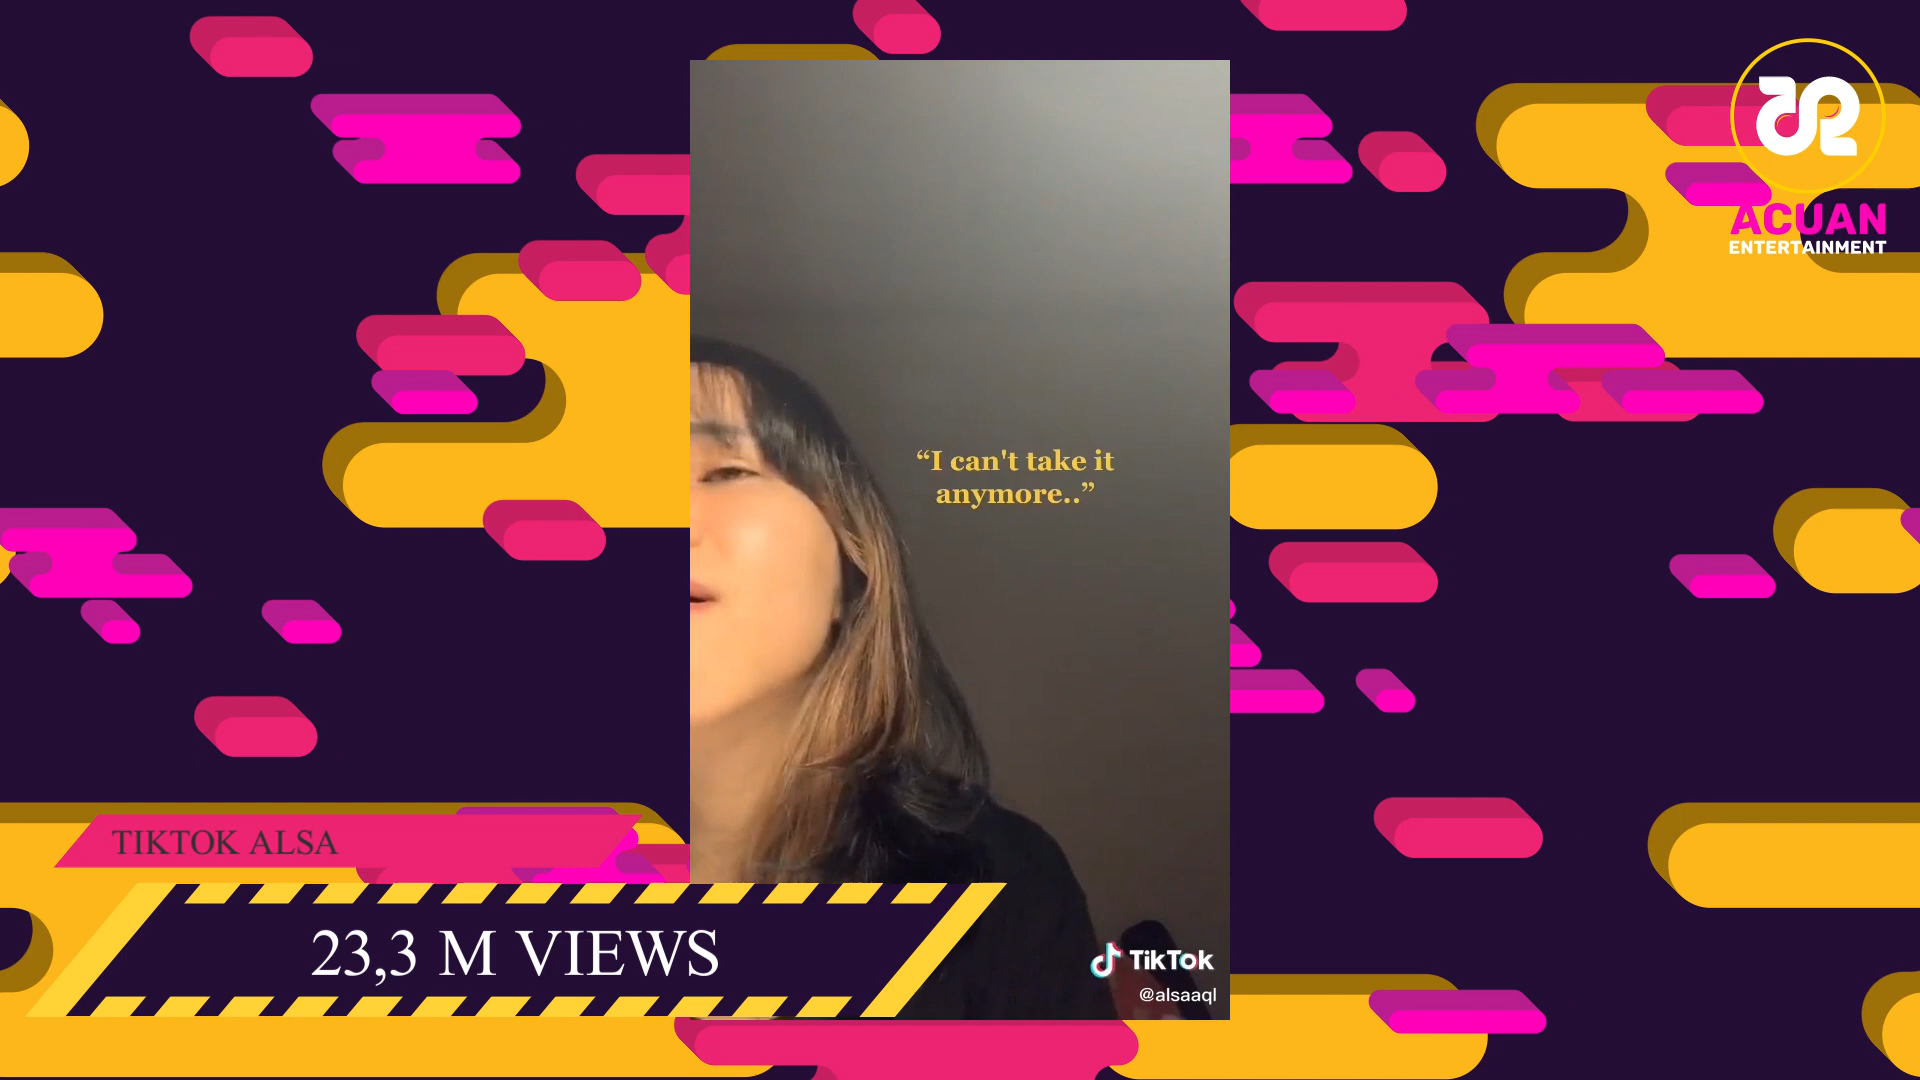 ACUAN
ENTERTAINMENT
“I can't take it
anymore..”
TIKTOK ALSA
23,3 M VIEWS
TikTok
@alsaaql